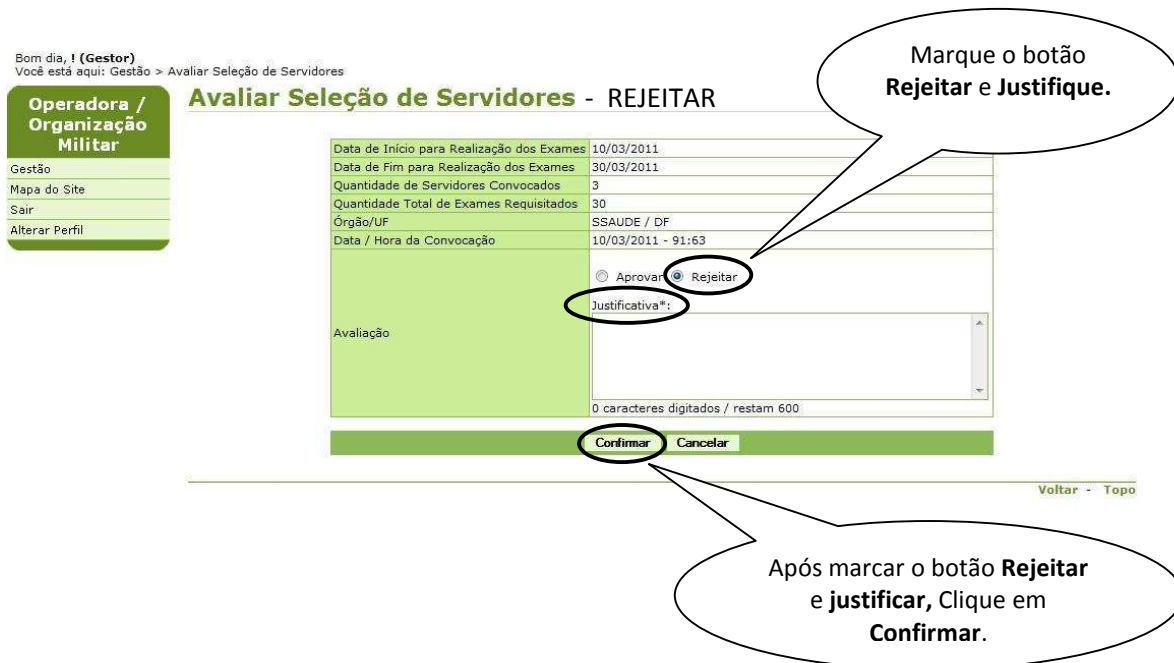 Bom dia, ! (Gestor)
Você está aqui: Gestão > Avaliar Seleção de Servidores
Operadora /
Organização
Militar
Gestão
Mapa do Site
Sair
Alterar Perfil
Avaliar Seleção de Servidores - REJEITAR
Marque o botão
Rejeitar e Justifique.
Data de Início para Realização dos Exames 10/03/2011
Data de Fim para Realização dos Exames 30/03/2011
Quantidade de Servidores Convocados 3
Quantidade Total de Exames Requisitados 30
Órgão/UF SSAUDE / DF
Data / Hora da Convocação 10/03/2011 - 91:63
Avaliação
Aprovar Rejeitar
Justificativa*:
0 caracteres digitados / restam 600
Confirmar Cancelar
Voltar - Topo
Após marcar o botão Rejeitar
e justificar, Clique em
Confirmar.